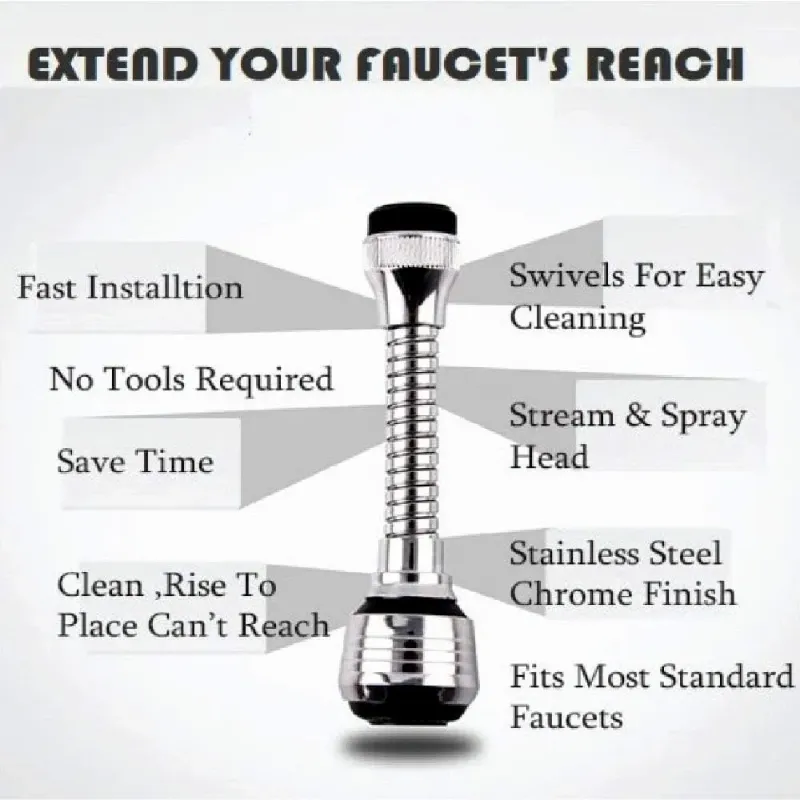 EXTEND YOUR FAUCET'S REACH
Fast Installtion
Swivels For Easy
Cleaning
No Tools Required
Stream & Spray
Head
Save Time
Stainless Steel
Chrome Finish
Clean ,Rise To
Place Can’t Reach
Fits Most Standard
Faucets